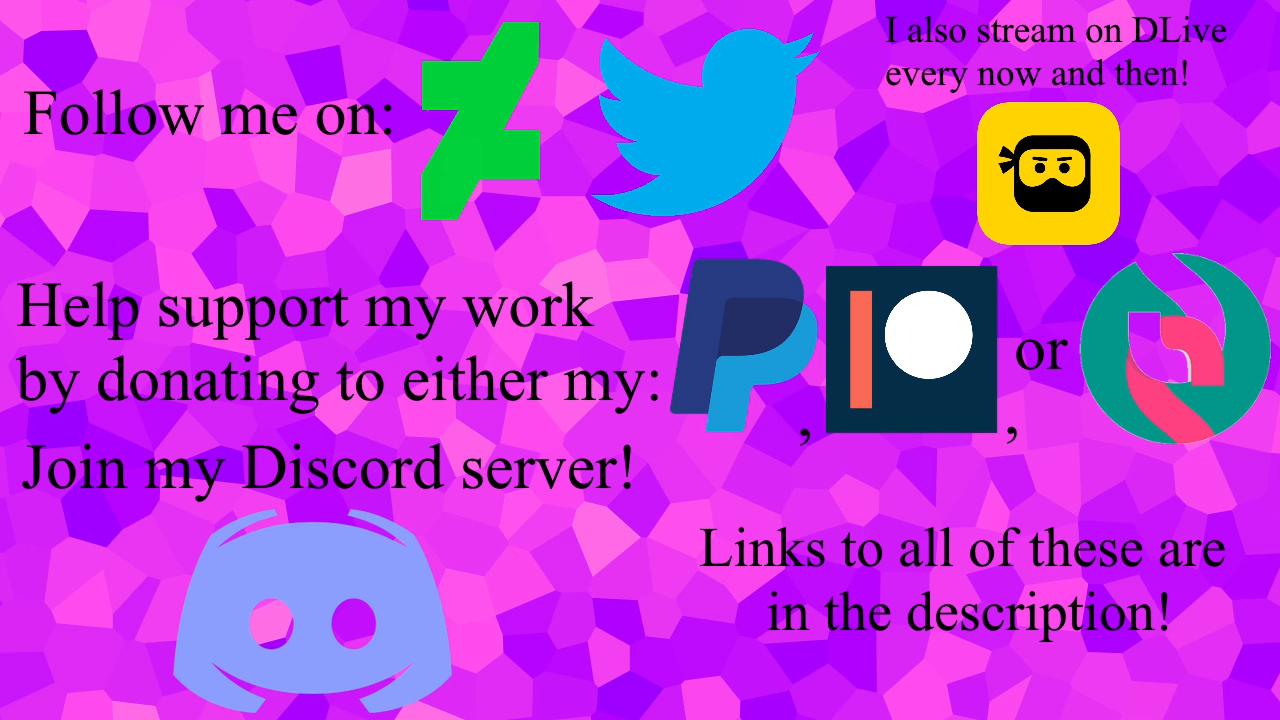 I also stream on DLive
every now and then!
Follow me on:
Help support my work
by donating to either my:
, , or
Join my Discord server!
Links to all of these are
in the description!